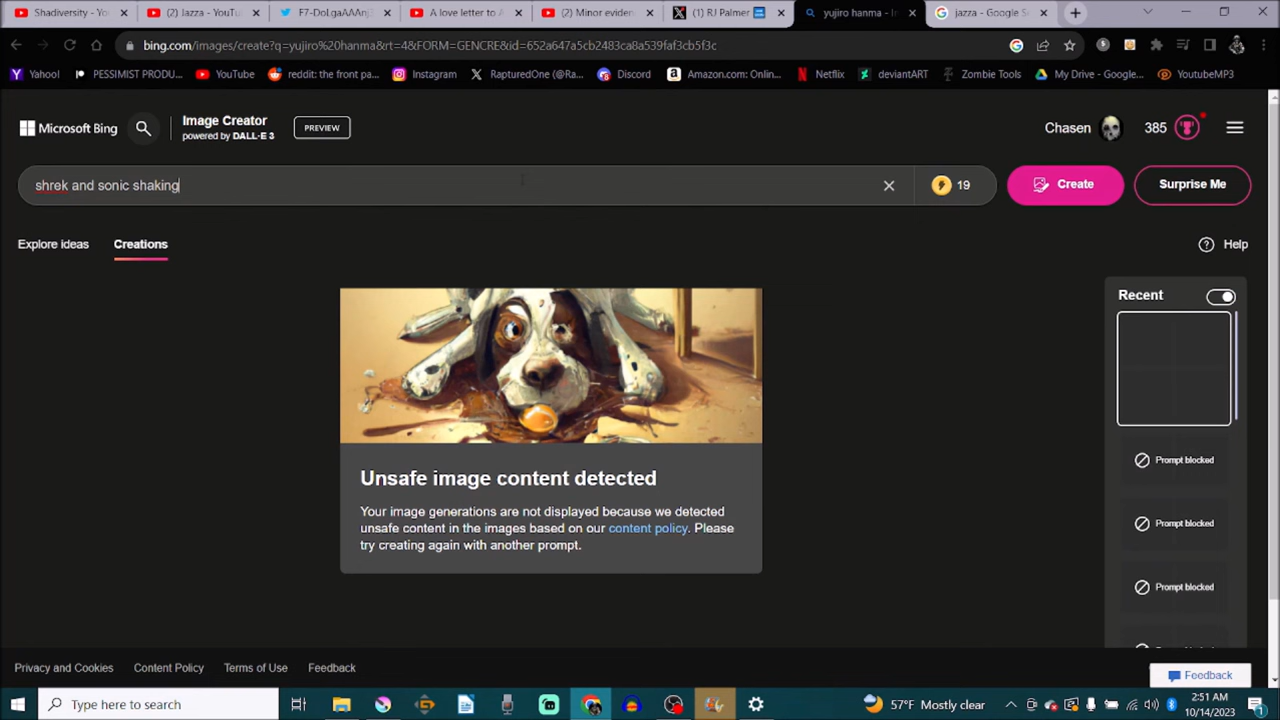 Shadiversity - You
(2) Jazza - YouTu
F7-DoLgaAAAnj
A love letter to A
(2) Minor eviden
(1) RJ Palmer
yujiro hanma - In
jazza - Google Se
bing.com/images/create?q=yujiro%20hanma&rt=4&FORM=GENCRE&id=652a647a5cb2483ca8a539faf3cb5f3c
Yahoo!
PESSIMIST PRODU...
YouTube
reddit: the front pa...
Instagram
RapturedOne (@Ra...
Discord
Amazon.com: Onlin...
Netflix
deviantART
Zombie Tools
My Drive - Google...
YoutubeMP3
Microsoft Bing
Image Creator
powered by DALL-E 3
PREVIEW
Chasen
385
shrek and sonic shaking
19
Create
Surprise Me
Explore ideas
Creations
Help
Recent
Unsafe image content detected
Your image generations are not displayed because we detected
unsafe content in the images based on our content policy. Please
try creating again with another prompt.
Prompt blocked
Prompt blocked
Prompt blocked
Privacy and Cookies
Content Policy
Terms of Use
Feedback
Feedback
Type here to search
57°F Mostly clear
2:51 AM
10/14/2023